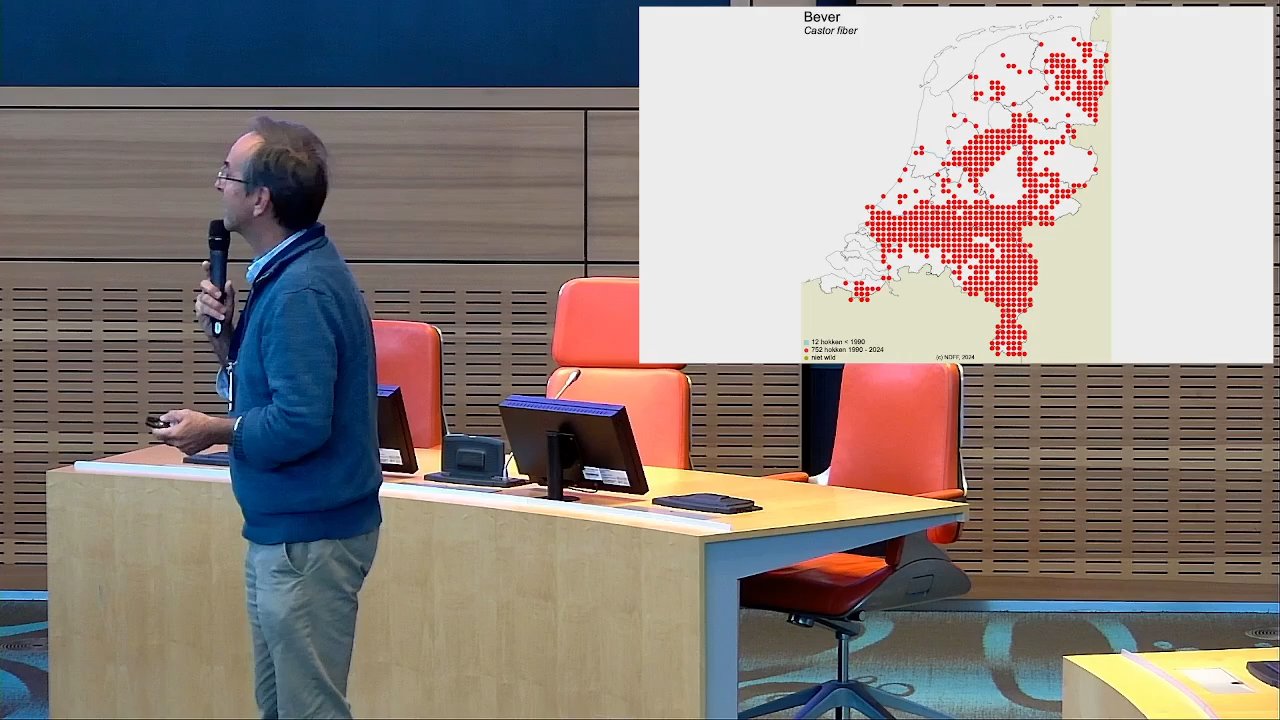 Bever
Castor fiber
12 hokken < 1990
752 hokken 1990 - 2024
niet wild
(c) NDFF, 2024